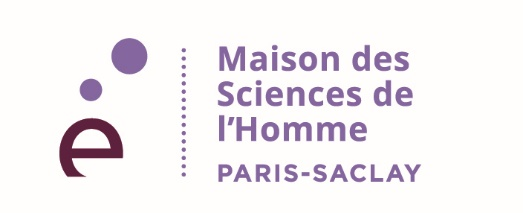 e
Maison des
Sciences de
l'Homme
PARIS-SACLAY